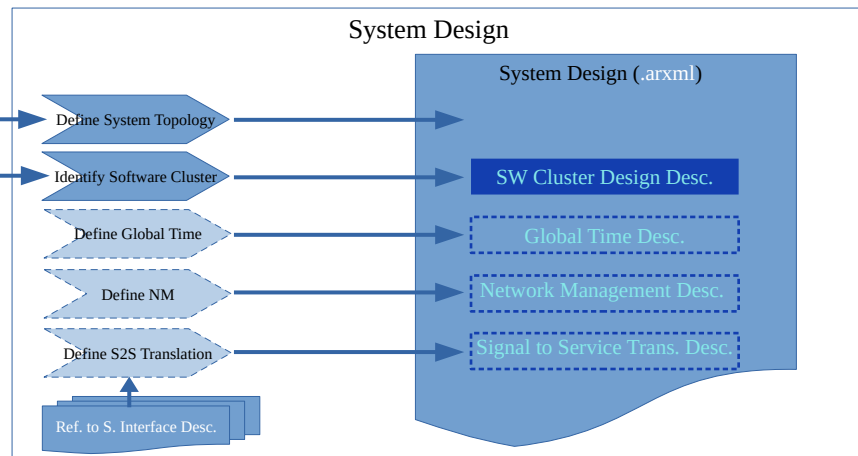 System Design
System Design (.arxml)
Define System Topology
Identify Software Cluster
SW Cluster Design Desc.
Define Global Time
Global Time Desc.
Define NM
Network Management Desc.
Define S2S Translation
Signal to Service Trans. Desc.
Ref. to S. Interface Desc.